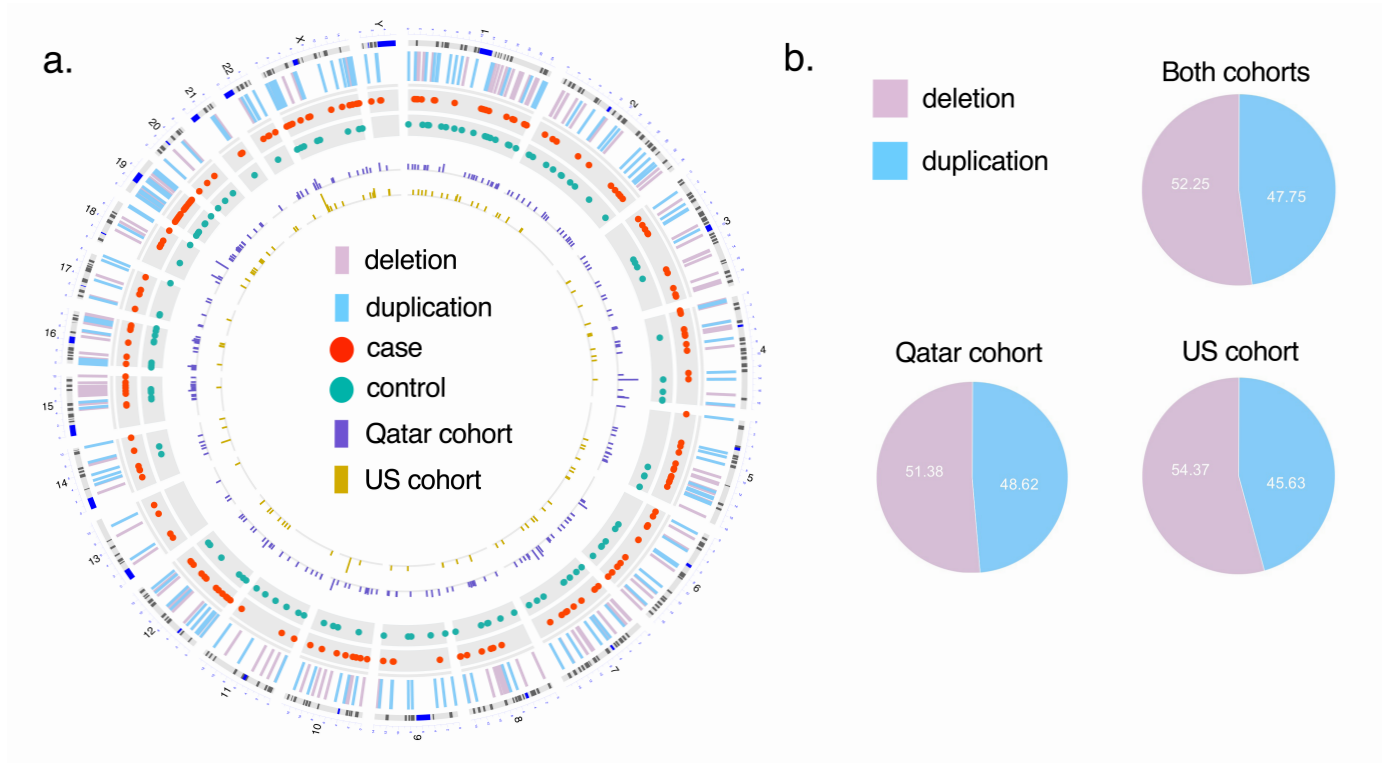 a.
1
2
3
4
5
6
7
8
9
10
11
12
13
14
15
16
17
18
19
20
21
22
X
Y
deletion
duplication
case
control
Qatar cohort
US cohort
b.
deletion
duplication
Both cohorts
52.25
47.75
Qatar cohort
51.38
48.62
US cohort
54.37
45.63